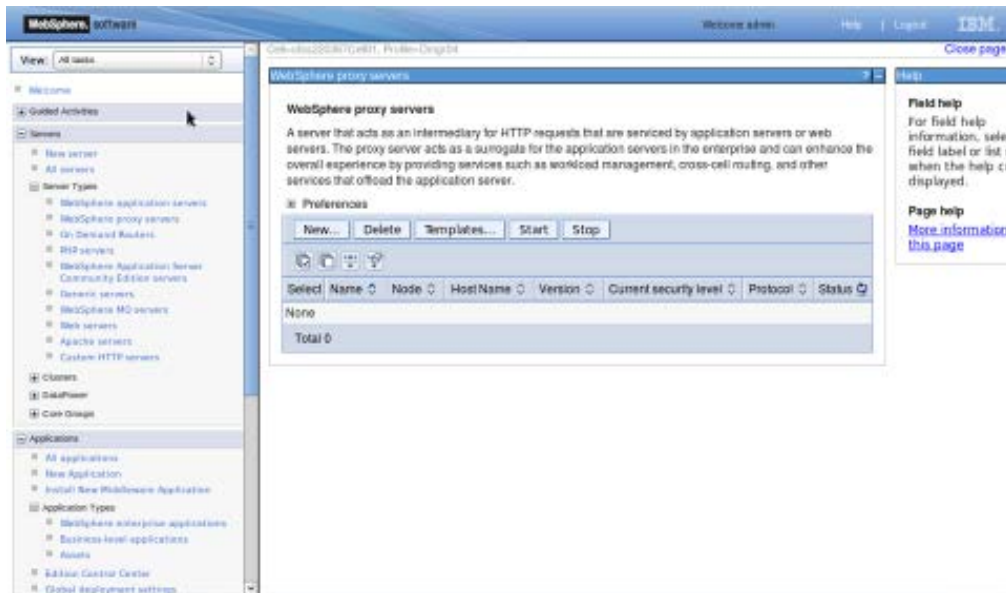 WebSphere. software
Welcome admin
Help | Logout
IBM
View: All tasks
Close page
Welcome
Guided Activities
Servers
New server
All servers
Server Types
WebSphere application servers
WebSphere proxy servers
On Demand Routers
PHP servers
WebSphere Application Server
Community Edition servers
Generic servers
WebSphere MQ servers
Web servers
Apache servers
Custom HTTP servers
Clusters
DataPower
Core Groups
Applications
All applications
New Application
Install New Middleware Application
Application Types
WebSphere enterprise applications
Business-level applications
Assets
Edition Control Center
Global deployment settings
WebSphere proxy servers
? -
WebSphere proxy servers
A server that acts as an intermediary for HTTP requests that are serviced by application servers or web
servers. The proxy server acts as a surrogate for the application servers in the enterprise and can enhance the
overall experience by providing services such as workload management, cross-cell routing, and other
services that offload the application server.
Preferences
New... Delete Templates... Start Stop
Select Name Node Host Name Version Current security level Protocol Status
None
Total 0
Help
Field help
For field help
information, sele
field label or list
when the help c
displayed.
Page help
More information
this page